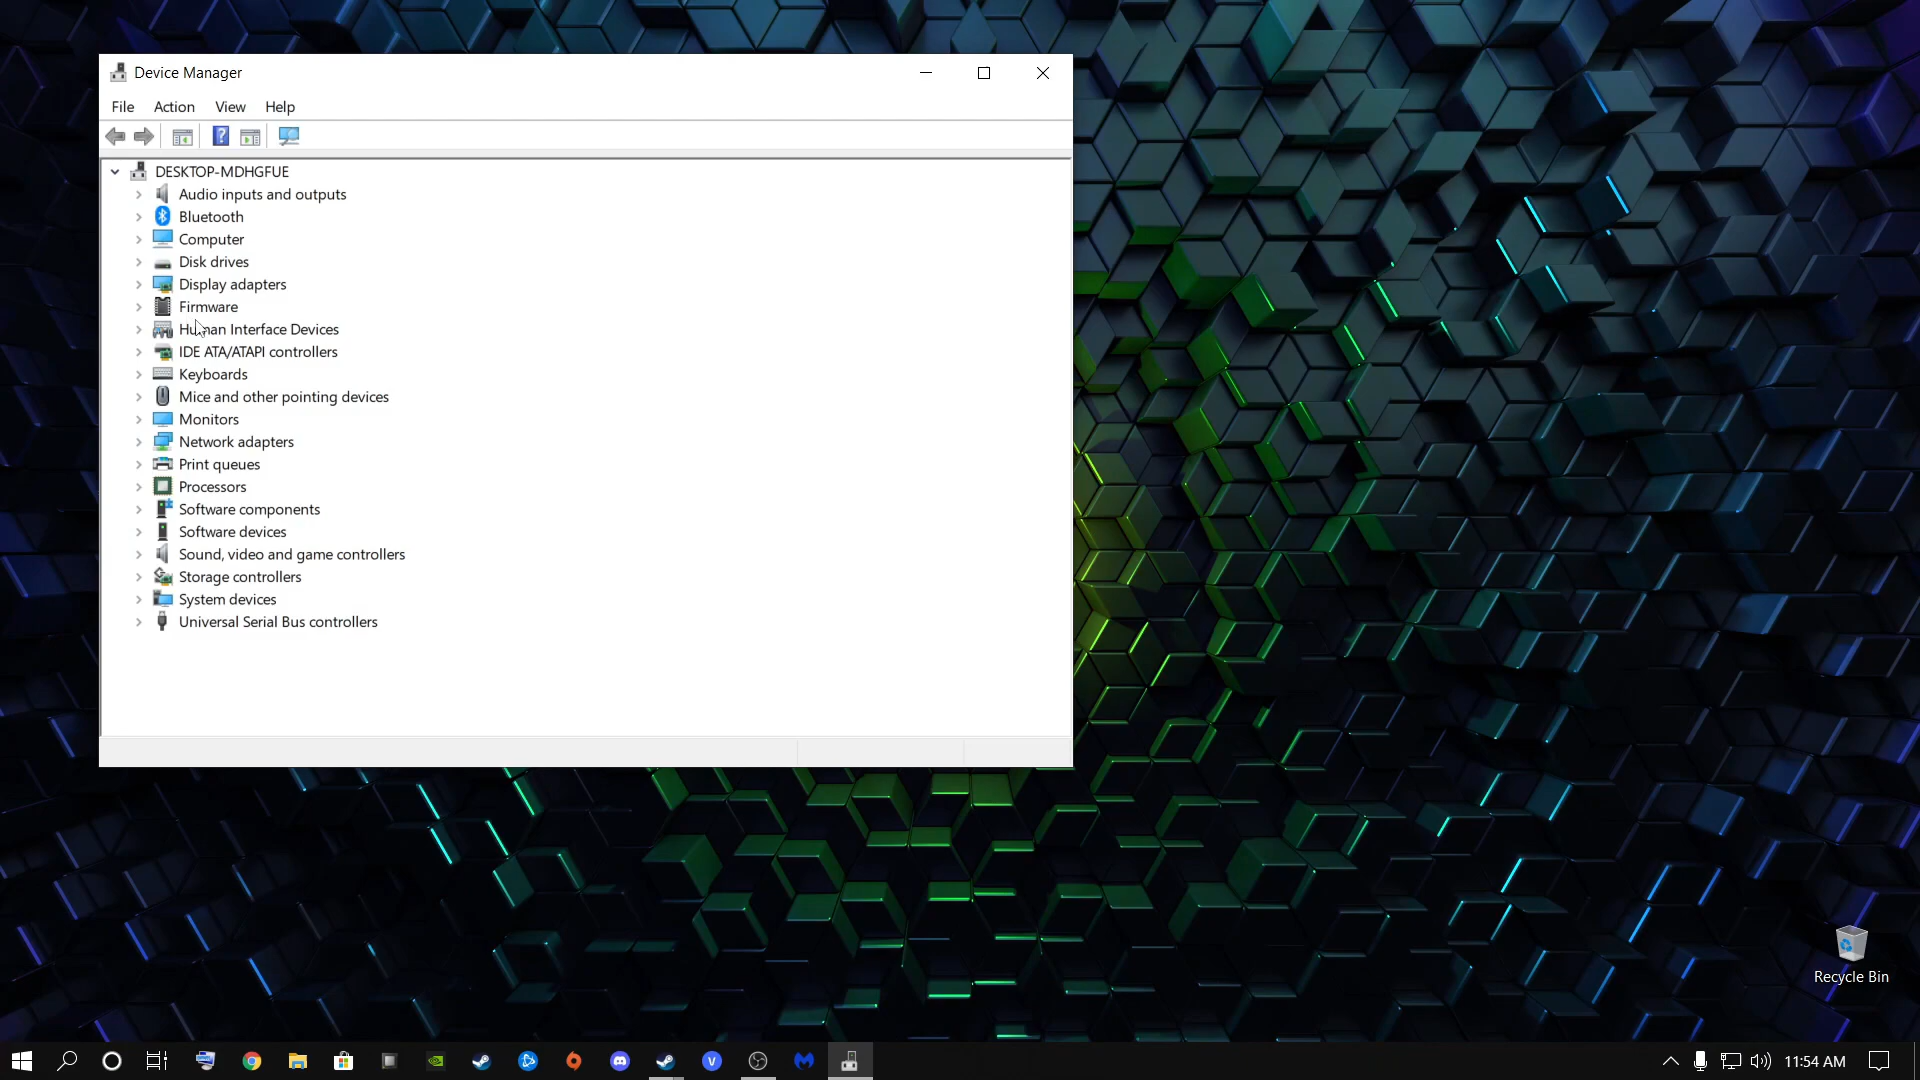 Device Manager
File Action View Help
DESKTOP-MDHGFUE
Audio inputs and outputs
Bluetooth
Computer
Disk drives
Display adapters
Firmware
Human Interface Devices
IDE ATA/ATAPI controllers
Keyboards
Mice and other pointing devices
Monitors
Network adapters
Print queues
Processors
Software components
Software devices
Sound, video and game controllers
Storage controllers
System devices
Universal Serial Bus controllers
Recycle Bin
11:54 AM